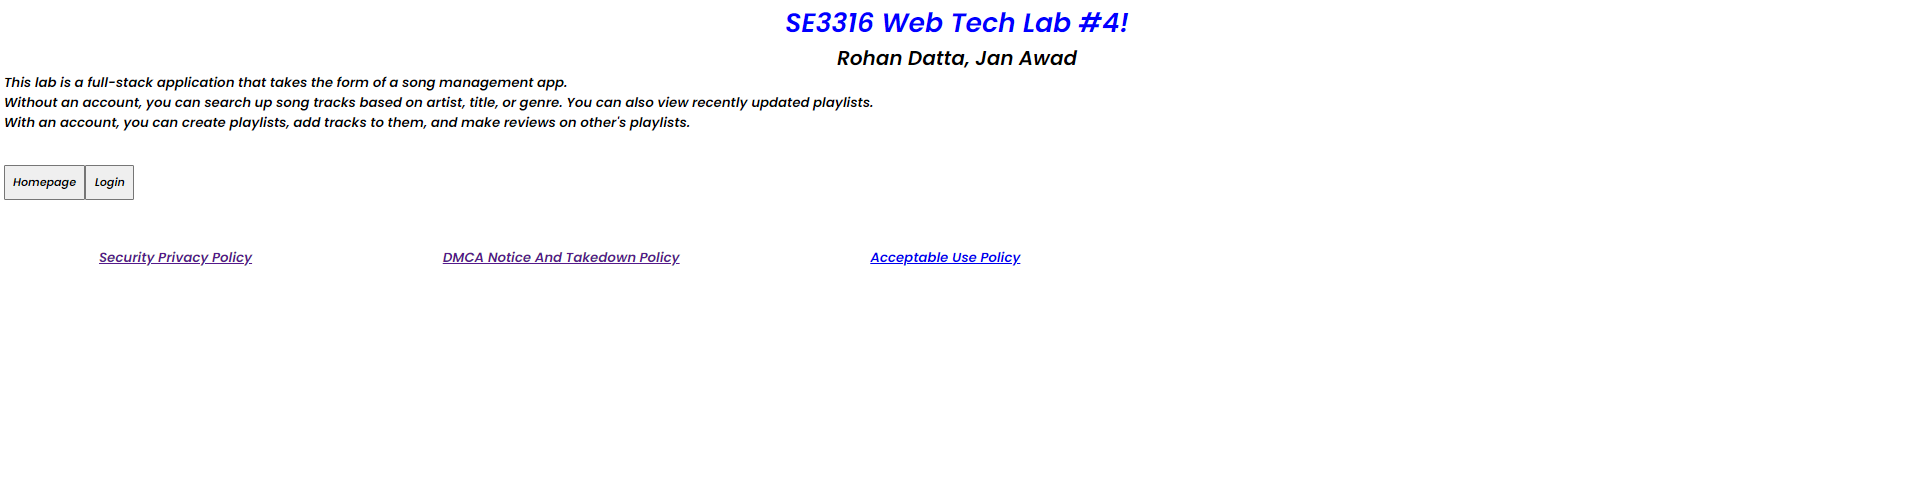 SE3316 Web Tech Lab #4!
Rohan Datta, Jan Awad
This lab is a full-stack application that takes the form of a song management app.
Without an account, you can search up song tracks based on artist, title, or genre. You can also view recently updated playlists.
With an account, you can create playlists, add tracks to them, and make reviews on other's playlists.
Homepage Login
Security Privacy Policy DMCA Notice And Takedown Policy Acceptable Use Policy